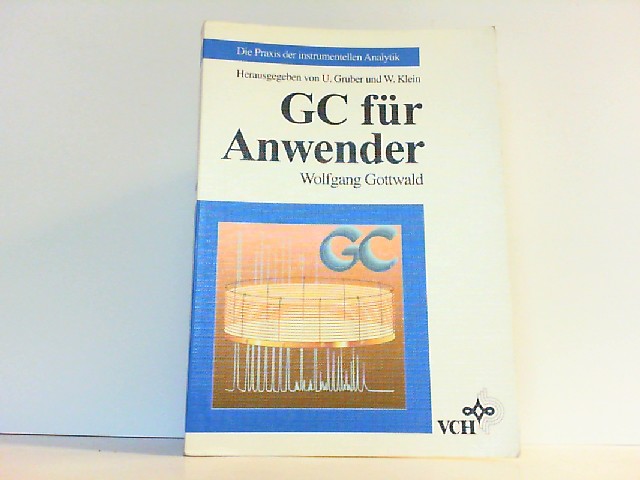 Die Praxis der instrumentellen Analytik
Herausgegeben von U. Gruber und W. Klein
GC für
Anwender
Wolfgang Gottwald
GC
VCH